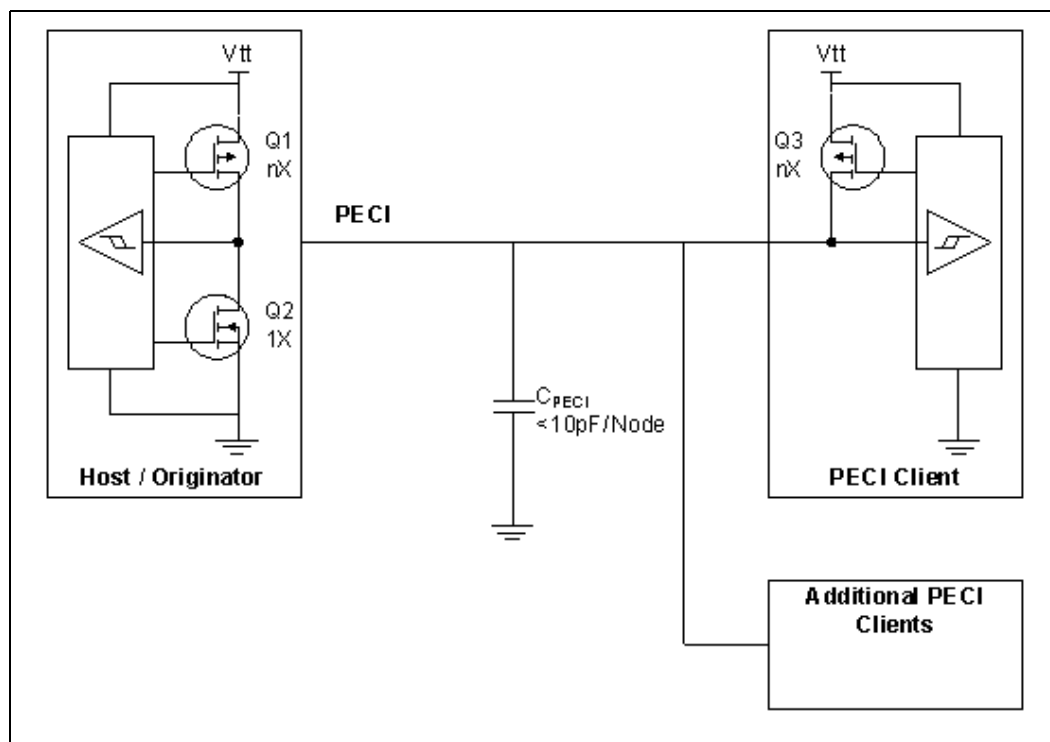 Vtt
Q1
nX
Q2
1X
Host / Originator
PECI
CPECI
<10pF/Node
Vtt
Q3
nX
PECI Client
Additional PECI
Clients